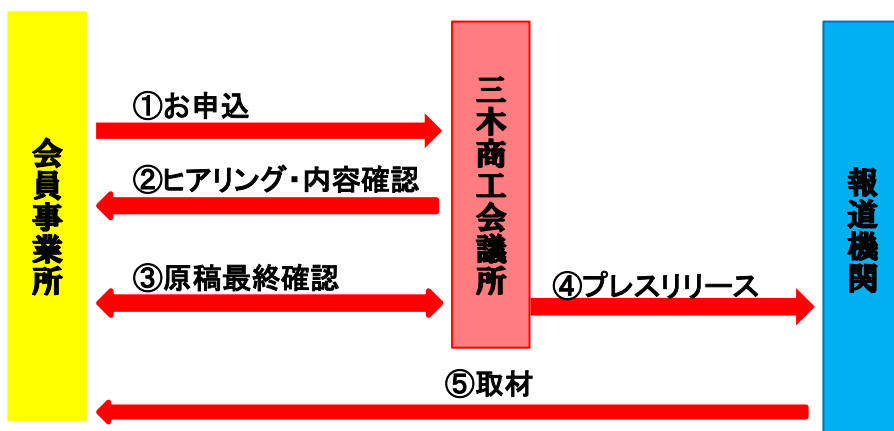 会員事業所
①お申込
②ヒアリング・内容確認
③原稿最終確認
三木商工会議所
④プレスリリース
⑤取材
報道機関